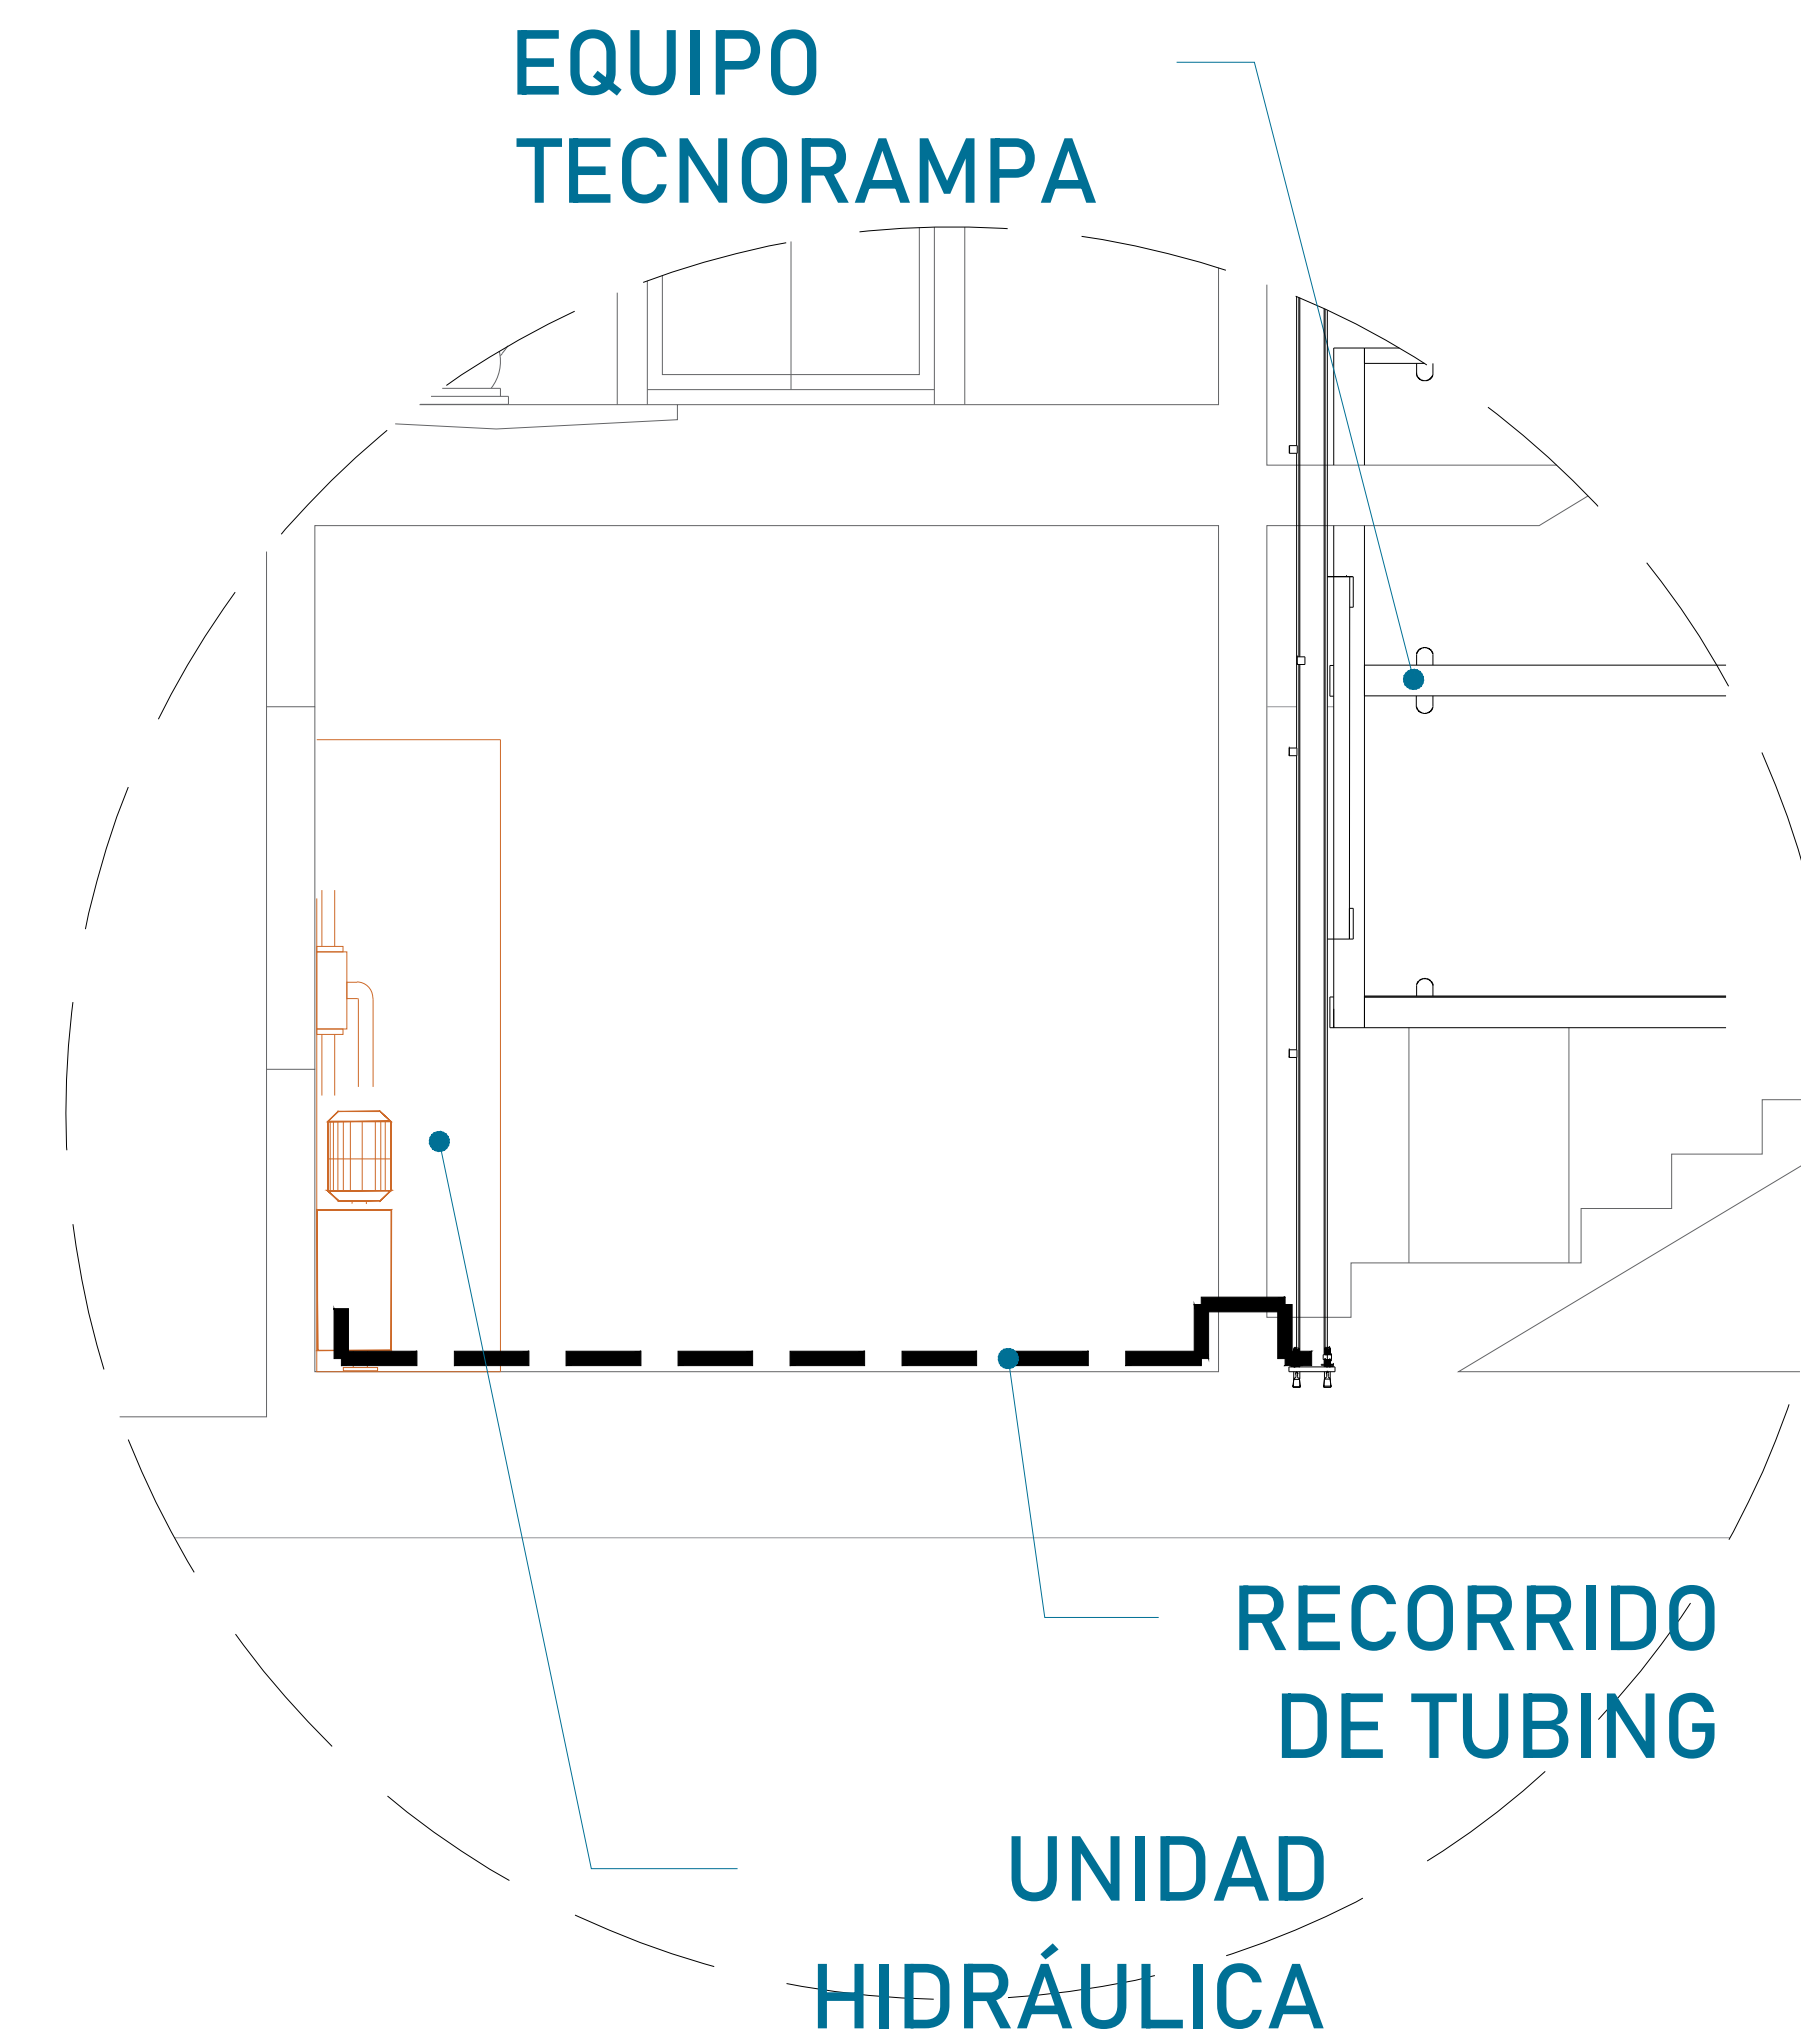 EQUIPO
TECNORAMPA
RECORRIDO
DE TUBING
UNIDAD
HIDRÁULICA